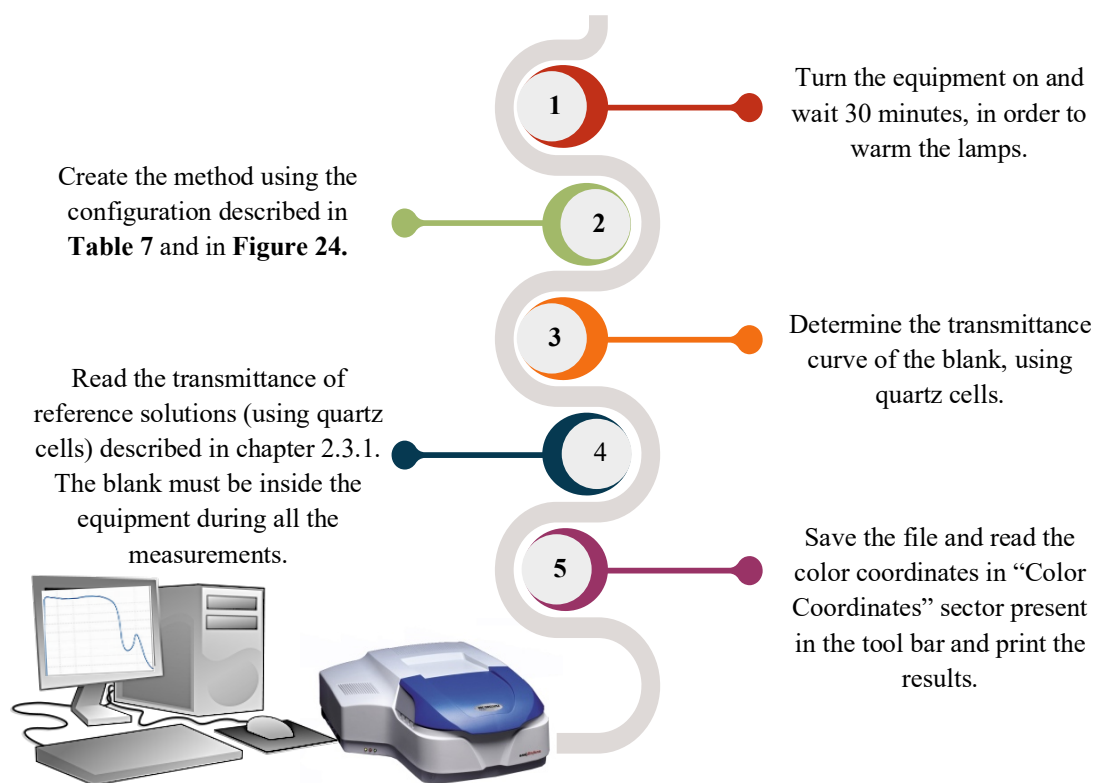 1
Turn the equipment on and
wait 30 minutes, in order to
warm the lamps.
Create the method using the
configuration described in
Table 7 and in Figure 24.
2
3
Determine the transmittance
curve of the blank, using
quartz cells.
Read the transmittance of
reference solutions (using quartz
cells) described in chapter 2.3.1.
The blank must be inside the
equipment during all the
measurements.
4
5
Save the file and read the
color coordinates in “Color
Coordinates” sector present
in the tool bar and print the
results.